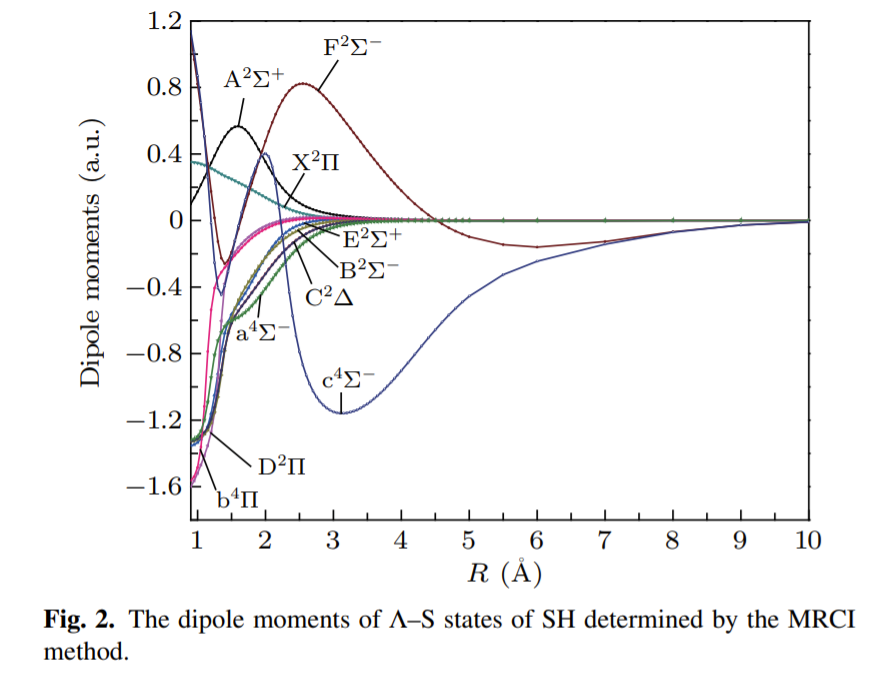 1.2
0.8
0.4
0
−0.4
−0.8
−1.2
−1.6
Dipole moments (a.u.)
F²Σ⁻
A²Σ⁺
X²Π
E²Σ⁺
B²Σ⁻
C²Δ
a⁴Σ⁻
c⁴Σ⁻
D²Π
b⁴Π
1 2 3 4 5 6 7 8 9 10
R (Å)
Fig. 2. The dipole moments of Λ–S states of SH determined by the MRCI
method.